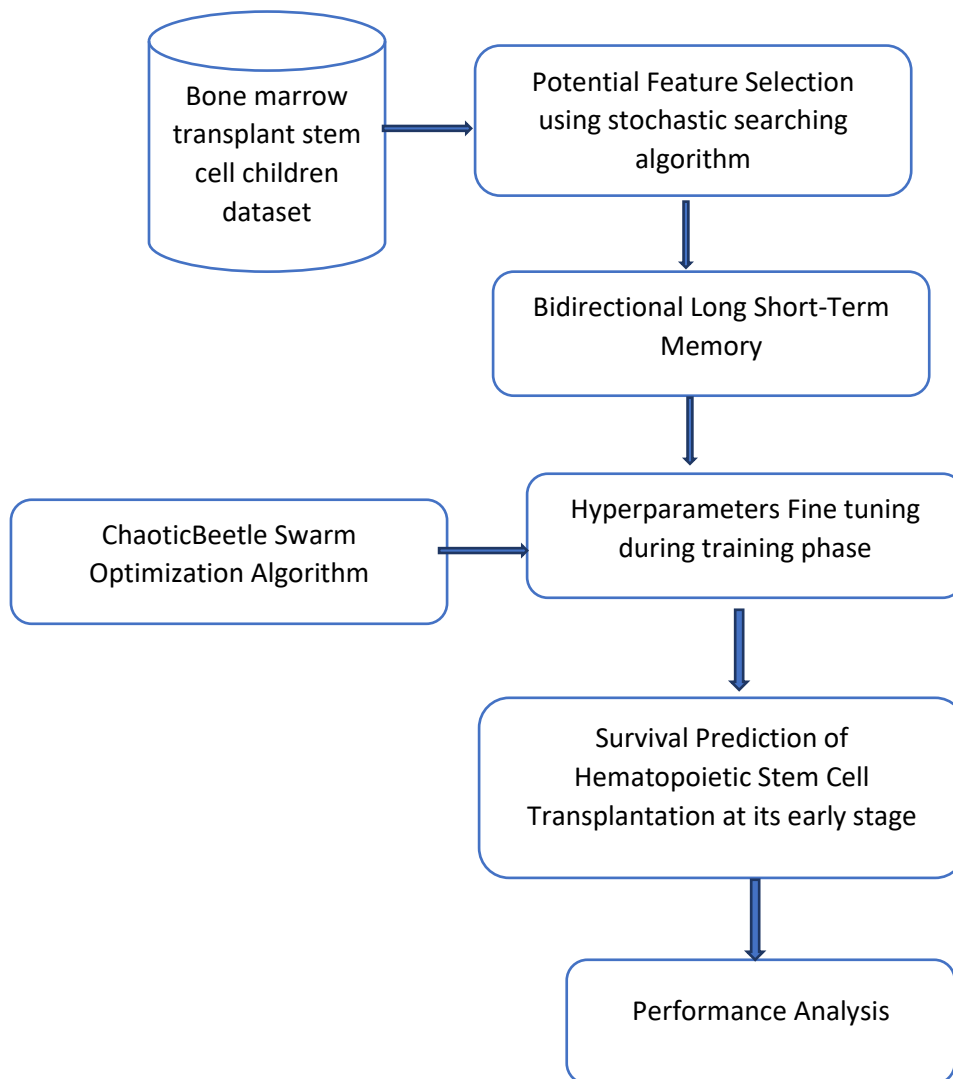 Bone marrow
transplant stem
cell children
dataset
Potential Feature Selection
using stochastic searching
algorithm
Bidirectional Long Short-Term
Memory
ChaoticBeetle Swarm
Optimization Algorithm
Hyperparameters Fine tuning
during training phase
Survival Prediction of
Hematopoietic Stem Cell
Transplantation at its early stage
Performance Analysis